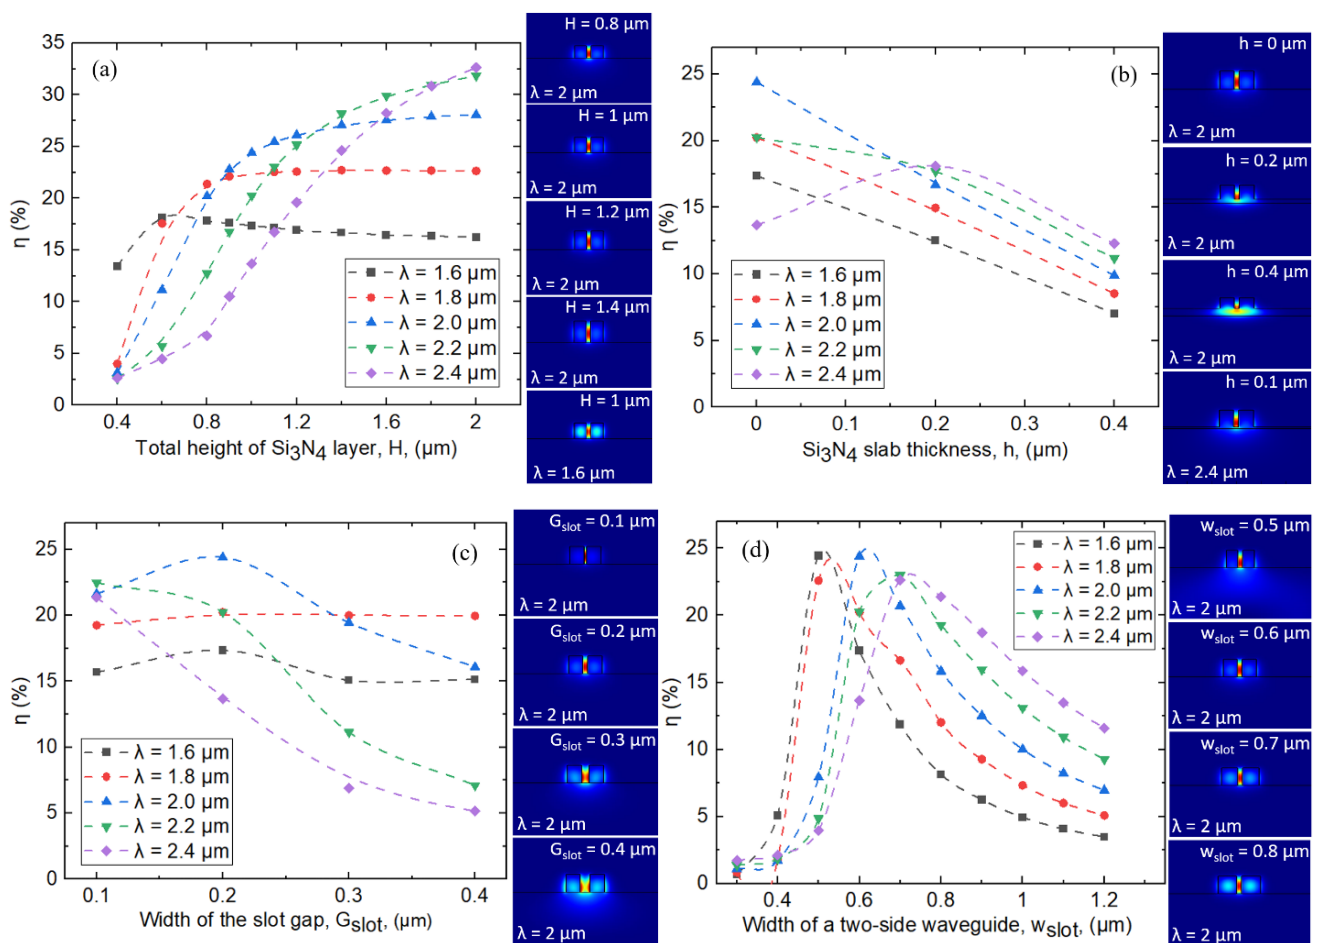 (a)
35
30
25
20
15
10
5
0
η (%)
0.4
0.8
1.2
1.6
2
Total height of Si₃N₄ layer, H, (μm)
λ = 1.6 μm
λ = 1.8 μm
λ = 2.0 μm
λ = 2.2 μm
λ = 2.4 μm
H = 0.8 μm
λ = 2 μm
H = 1 μm
λ = 2 μm
H = 1.2 μm
λ = 2 μm
H = 1.4 μm
λ = 2 μm
H = 1
λ = 1.6 μm
(b)
25
20
15
10
5
0
η (%)
0
0.1
0.2
0.3
0.4
Si₃N₄ slab thickness, h, (μm)
λ = 1.6 μm
λ = 1.8 μm
λ = 2.0 μm
λ = 2.2 μm
λ = 2.4 μm
h = 0 μm
λ = 2 μm
h = 0.2 μm
λ = 2 μm
h = 0.4 μm
λ = 2 μm
h = 0.1 μm
λ = 2.4 μm
(c)
25
20
15
10
5
0
η (%)
0.1
0.2
0.3
0.4
Width of the slot gap, Gslot, (μm)
λ = 1.6 μm
λ = 1.8 μm
λ = 2.0 μm
λ = 2.2 μm
λ = 2.4 μm
Gslot = 0.1 μm
λ = 2 μm
Gslot = 0.2 μm
λ = 2 μm
Gslot = 0.3 μm
λ = 2 μm
Gslot = 0.4 μm
λ = 2 μm
(d)
25
20
15
10
5
0
η (%)
0.4
0.6
0.8
1
1.2
Width of a two-side waveguide, wslot, (μm)
λ = 1.6 μm
λ = 1.8 μm
λ = 2.0 μm
λ = 2.2 μm
λ = 2.4 μm
wslot = 0.5 μm
λ = 2 μm
wslot = 0.6 μm
λ = 2 μm
wslot = 0.7 μm
λ = 2 μm
wslot = 0.8 μm
λ = 2 μm